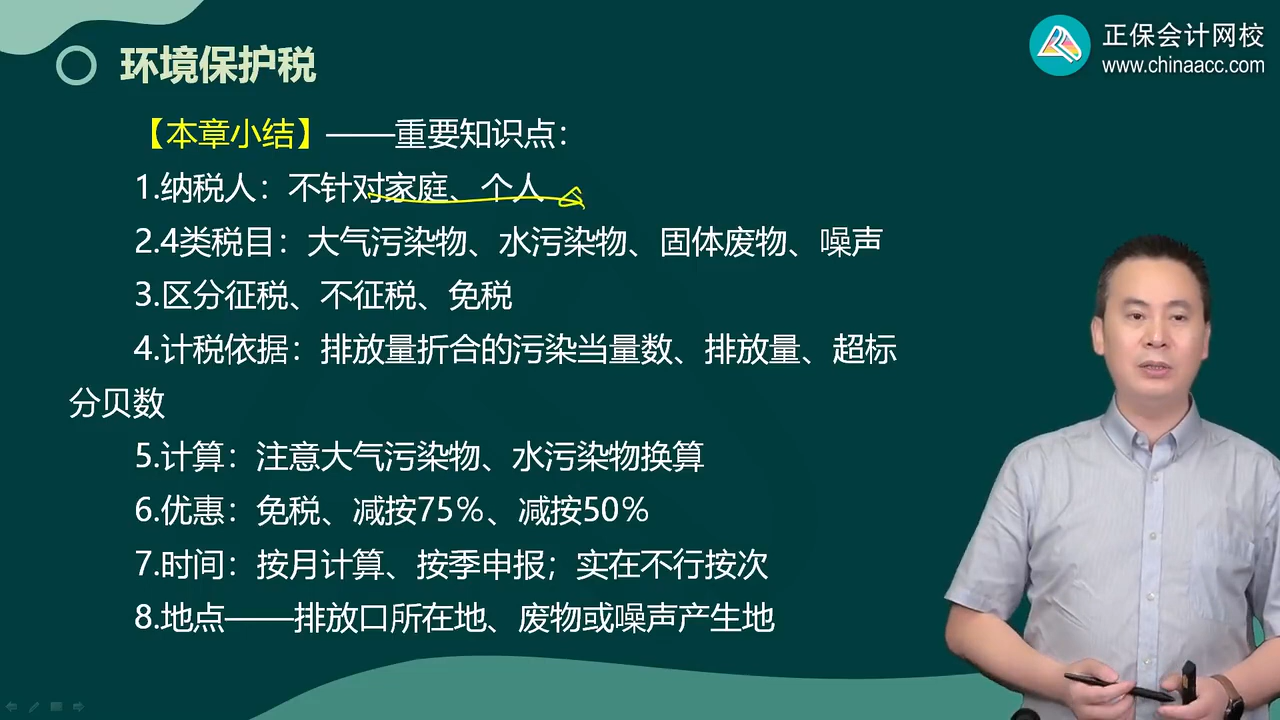 环境保护税
正保会计网校
www.chinaacc.com
【本章小结】——重要知识点：
1.纳税人：不针对家庭、个人
2.4类税目：大气污染物、水污染物、固体废物、噪声
3.区分征税、不征税、免税
4.计税依据：排放量折合的污染当量数、排放量、超标
分贝数
5.计算：注意大气污染物、水污染物换算
6.优惠：免税、减按75%、减按50%
7.时间：按月计算、按季申报；实在不行按次
8.地点——排放口所在地、废物或噪声产生地